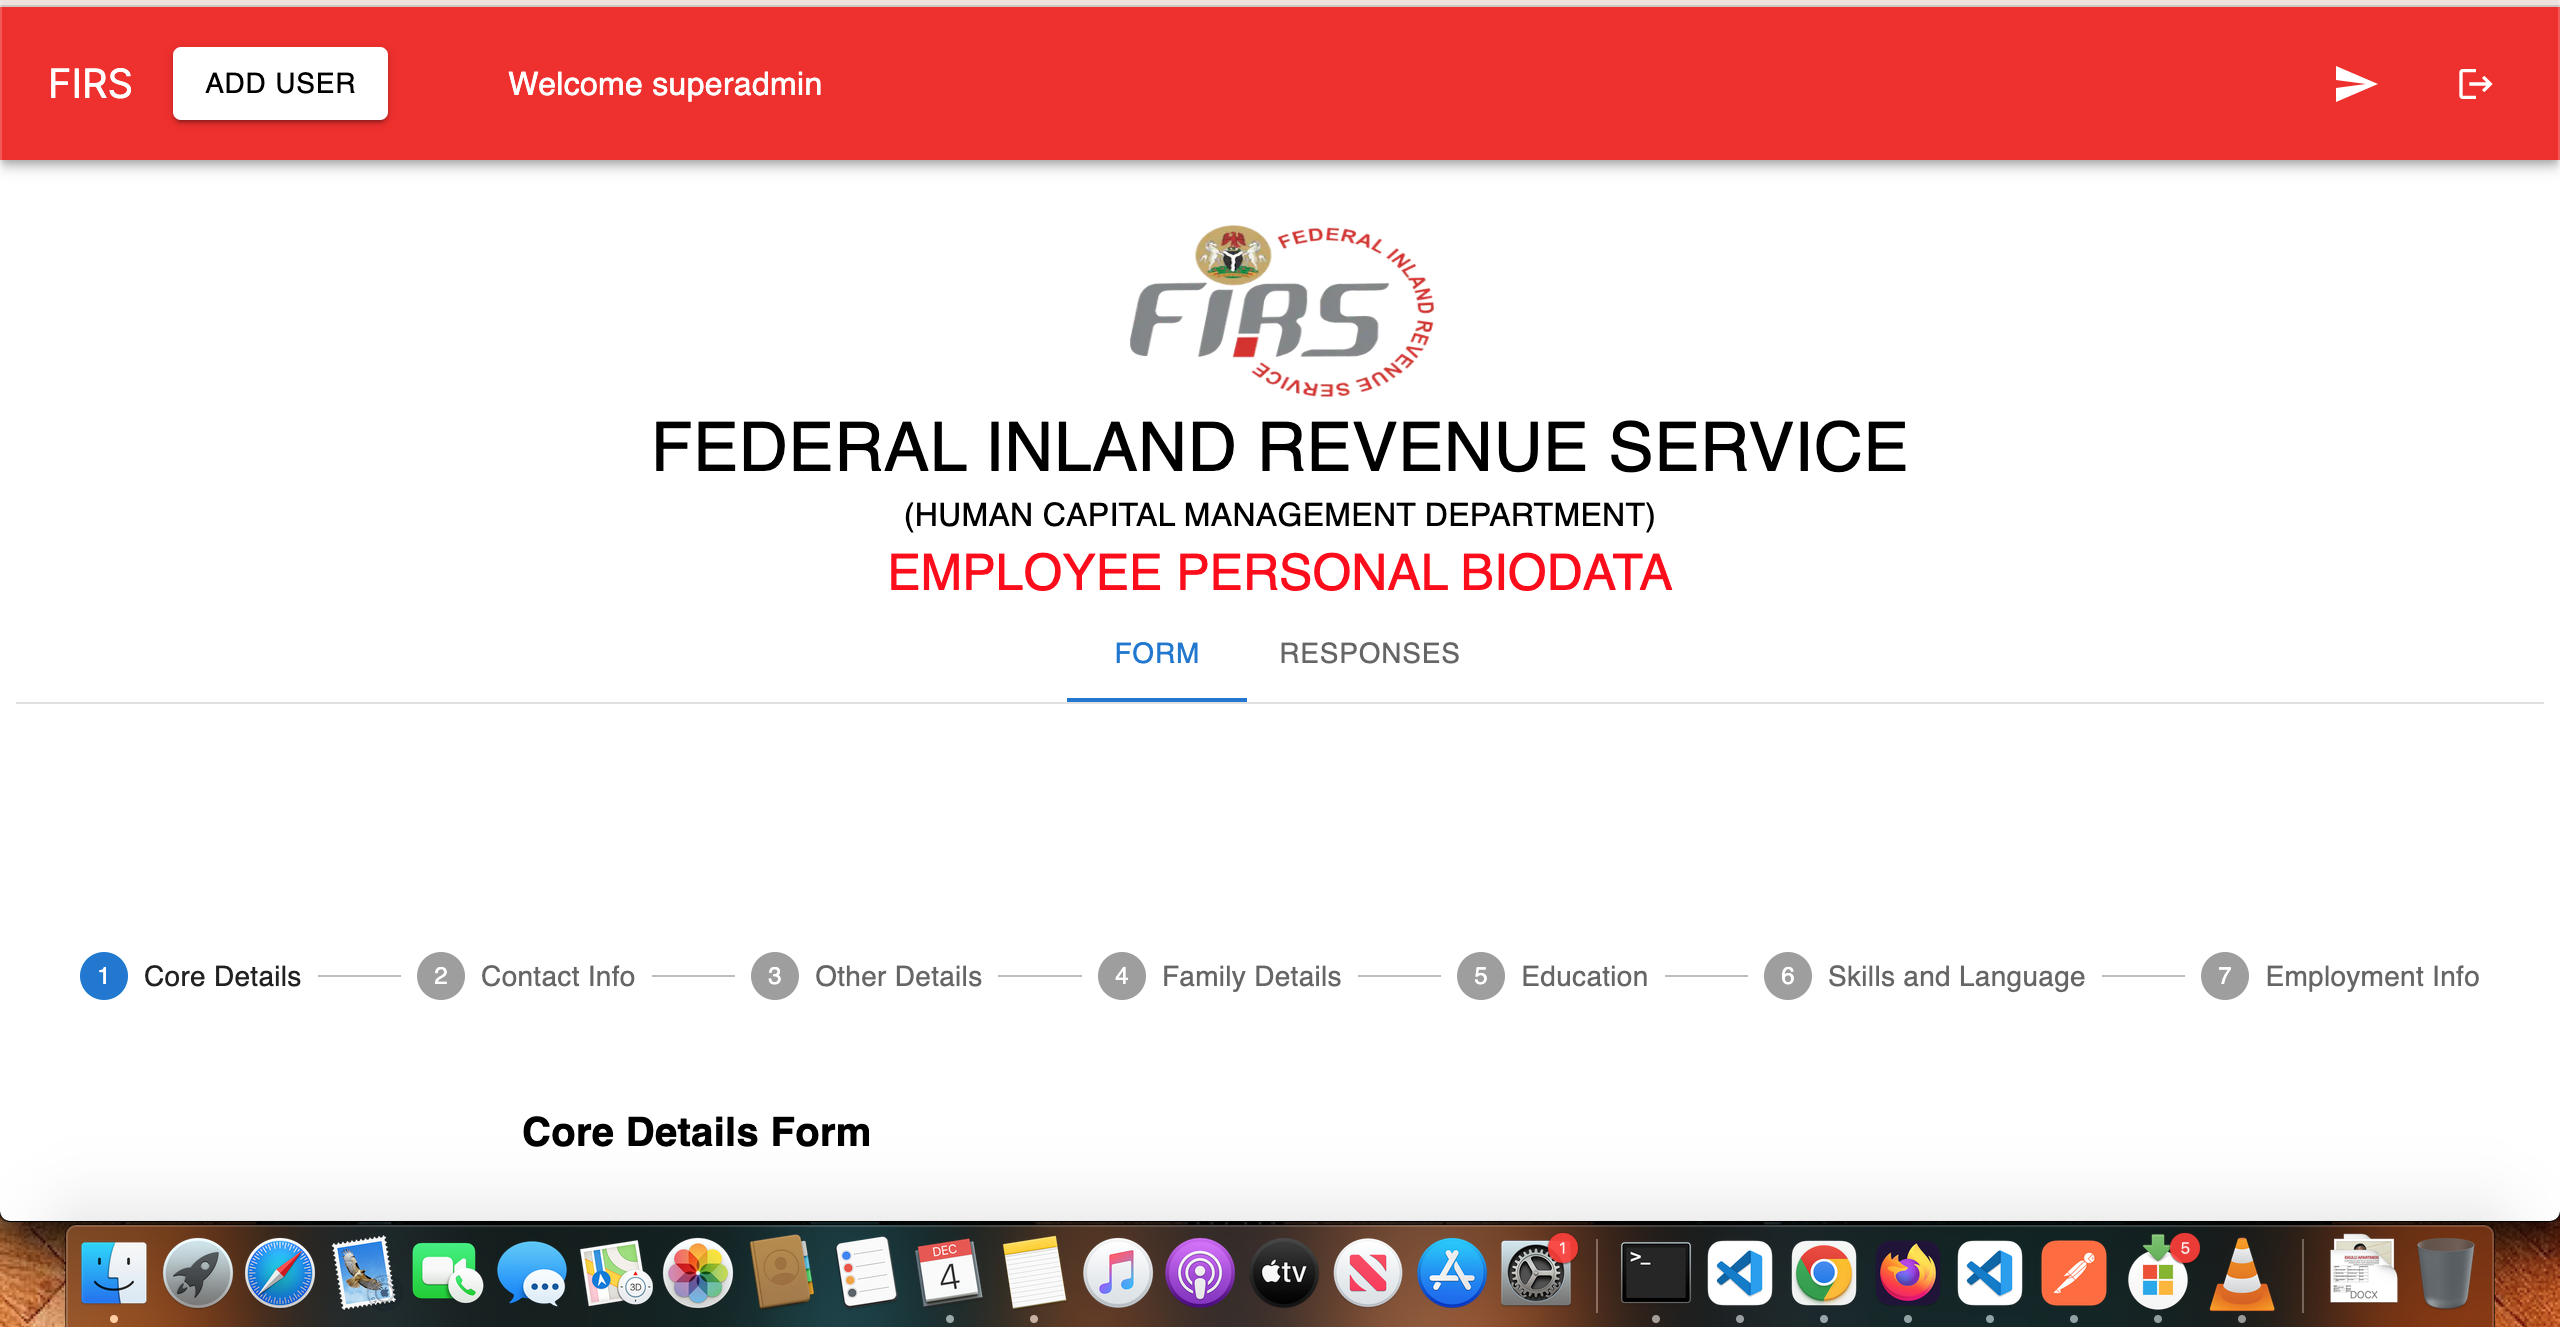 FIRS ADD USER Welcome superadmin
FEDERAL INLAND REVENUE SERVICE
FIRS
FEDERAL INLAND REVENUE SERVICE
(HUMAN CAPITAL MANAGEMENT DEPARTMENT)
EMPLOYEE PERSONAL BIODATA
FORM RESPONSES
1 Core Details 2 Contact Info 3 Other Details 4 Family Details 5 Education 6 Skills and Language 7 Employment Info
Core Details Form
3D
DEC
4
tv
1
>_
5
DOCX